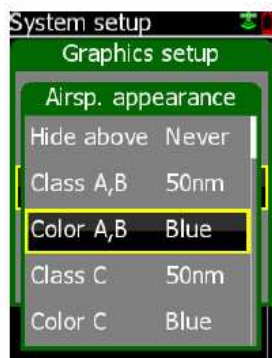 System setup
Graphics setup
Airsp. appearance
Hide above Never
Class A,B 50nm
Color A,B Blue
Class C 50nm
Color C Blue